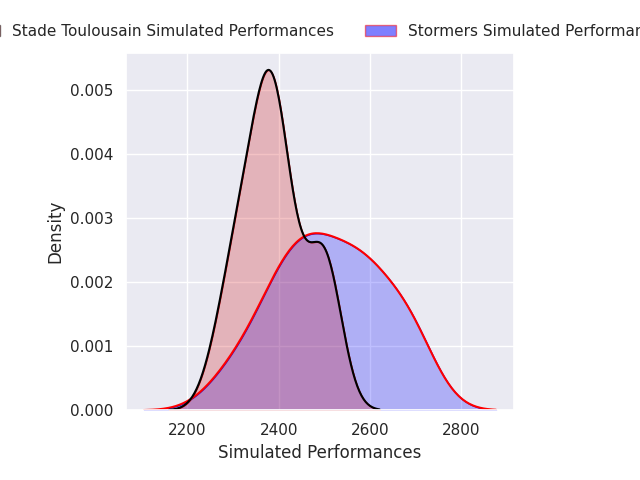 Stade Toulousain Simulated Performances
Stormers Simulated
0.005
0.004
0.003
0.002
0.001
0.000
Density
2200 2400 2600 2800
Simulated Performances